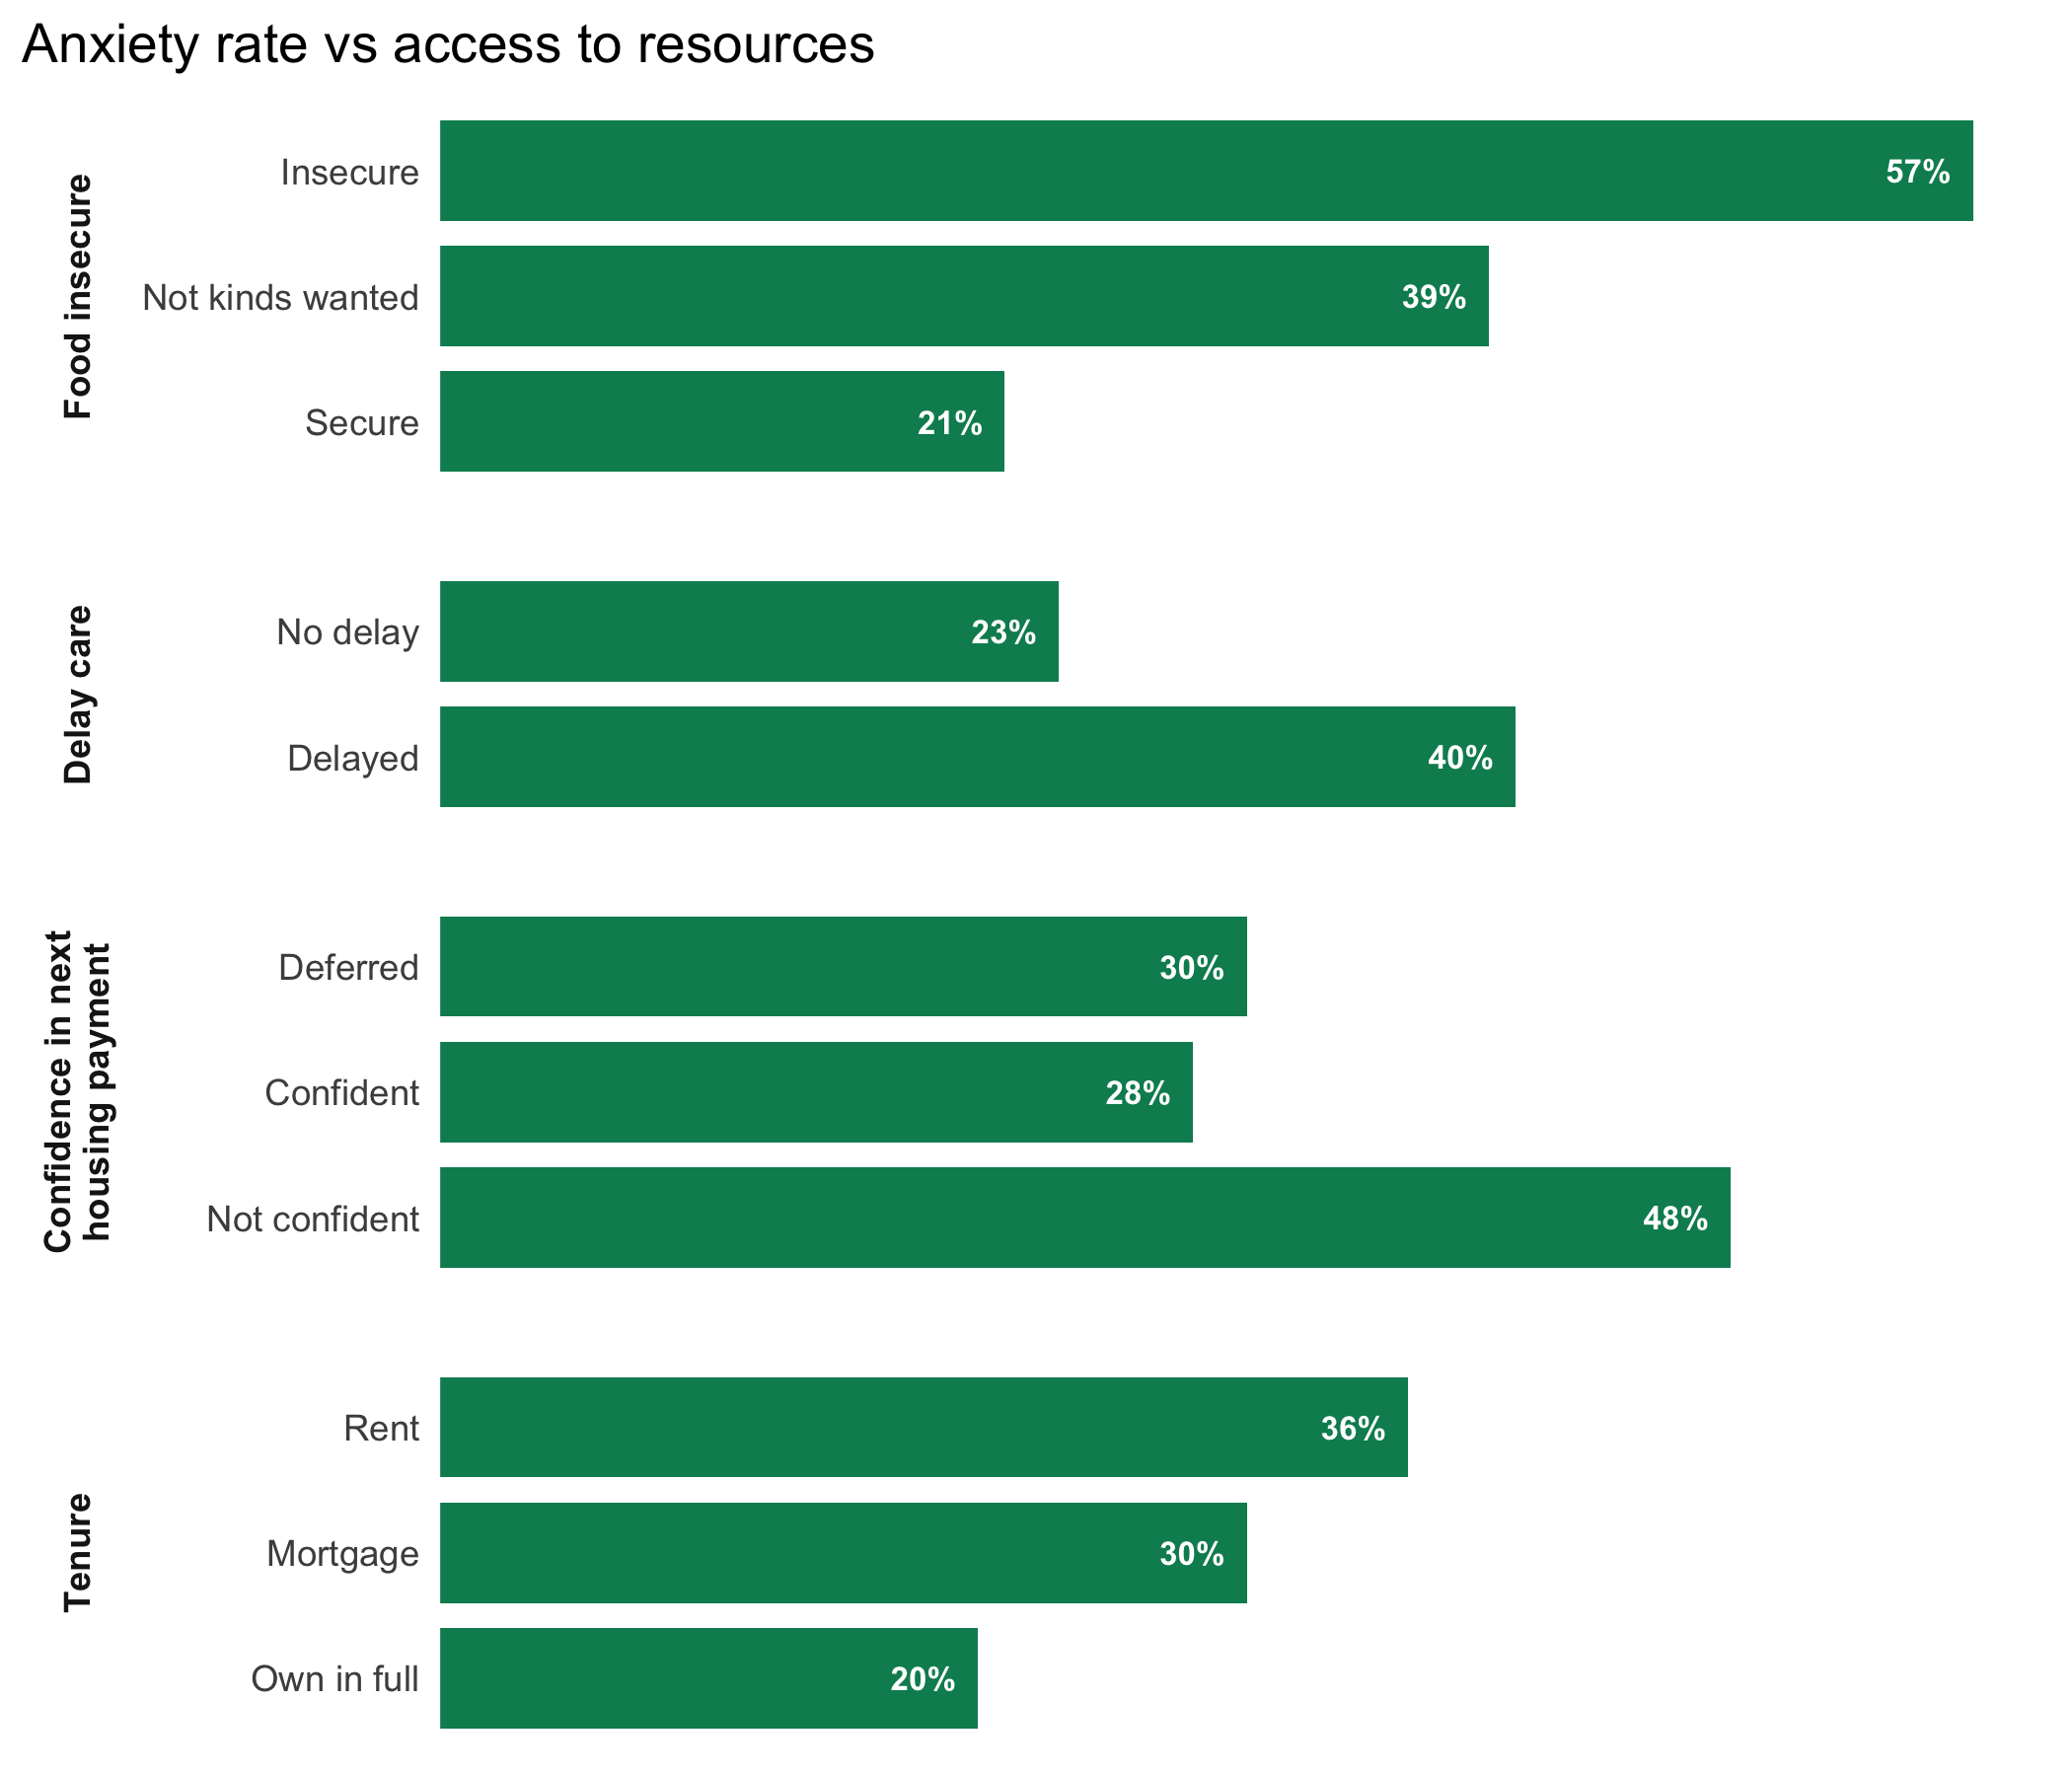 Anxiety rate vs access to resources
Food insecure
Insecure
57%
Not kinds wanted
39%
Secure
21%
Delay care
No delay
23%
Delayed
40%
Confidence in next
housing payment
Deferred
30%
Confident
28%
Not confident
48%
Tenure
Rent
36%
Mortgage
30%
Own in full
20%